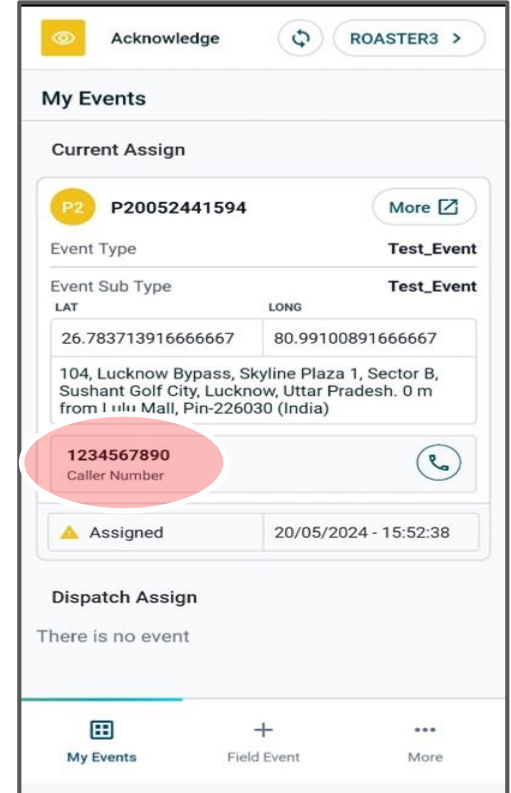 Acknowledge
ROASTER3 >
My Events
Current Assign
P2 P20052441594 More
Event Type Test_Event
Event Sub Type Test_Event
LAT LONG
26.783713916666667 80.99100891666667
104, Lucknow Bypass, Skyline Plaza 1, Sector B,
Sushant Golf City, Lucknow, Uttar Pradesh. 0 m
from Lulu Mall, Pin-226030 (India)
1234567890
Caller Number
Assigned 20/05/2024 - 15:52:38
Dispatch Assign
There is no event
My Events Field Event More